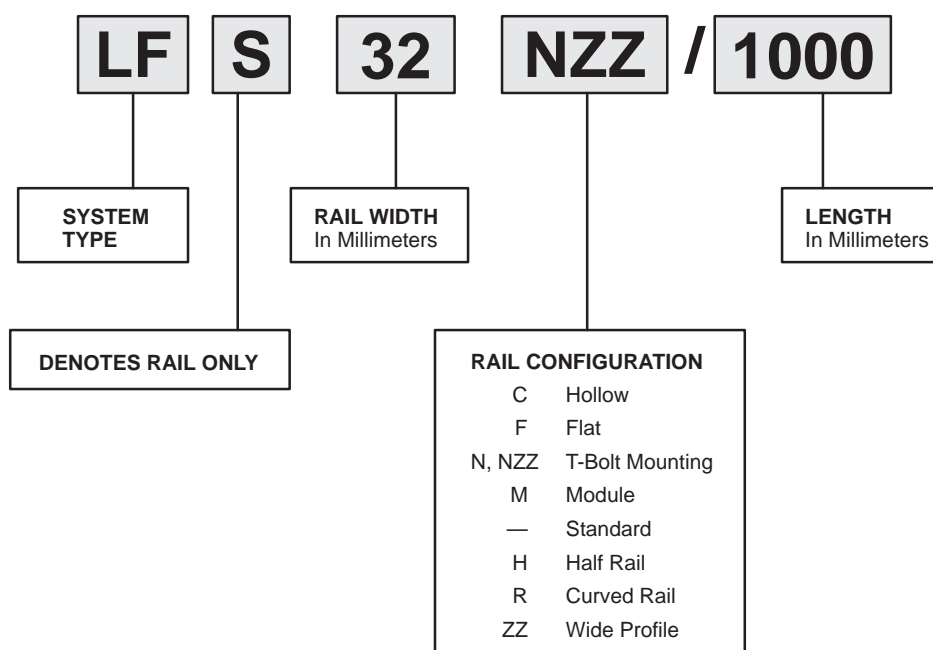 LF S 32 NZZ / 1000
SYSTEM
TYPE
RAIL WIDTH
In Millimeters
LENGTH
In Millimeters
DENOTES RAIL ONLY
RAIL CONFIGURATION
C Hollow
F Flat
N, NZZ T-Bolt Mounting
M Module
— Standard
H Half Rail
R Curved Rail
ZZ Wide Profile